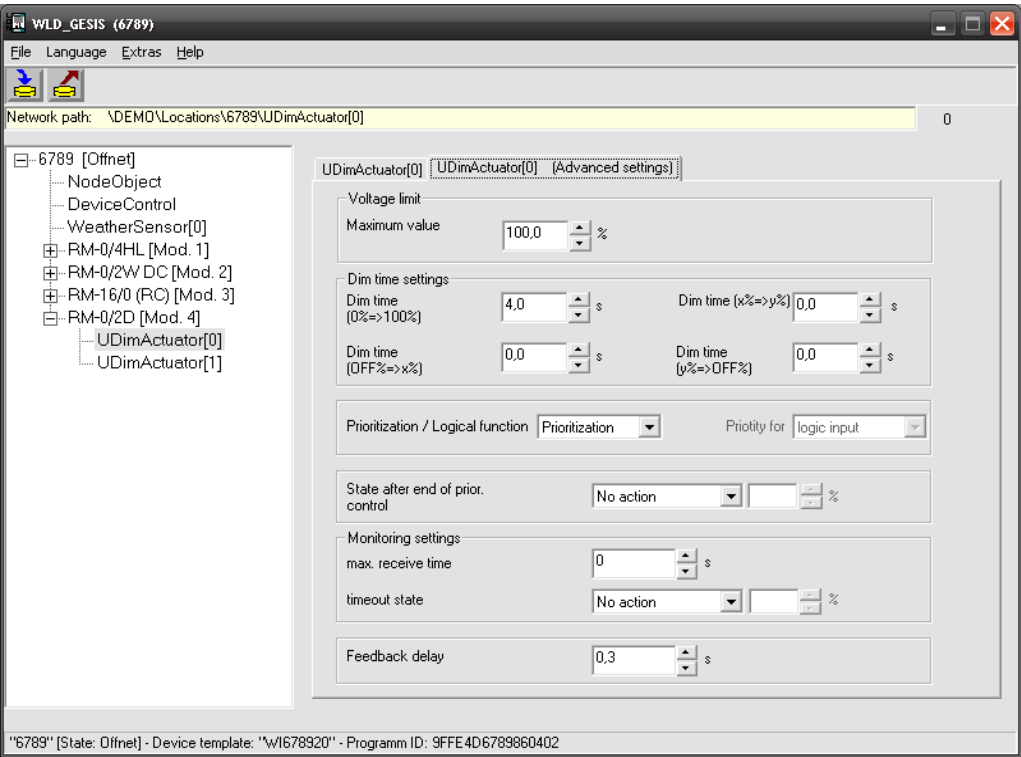 WLD_GESIS (6789)
File Language Extras Help
Network path: \DEMO\Locations\6789\UDimActuator[0]
0
6789 [Offnet]
NodeObject
DeviceControl
WeatherSensor[0]
RM-0/4HL [Mod. 1]
RM-0/2W DC [Mod. 2]
RM-16/0 (RC) [Mod. 3]
RM-0/2D [Mod. 4]
UDimActuator[0]
UDimActuator[1]
UDimActuator[0] UDimActuator[0] (Advanced settings)
Voltage limit
Maximum value 100,0 %
Dim time settings
Dim time
(0%=>100%) 4,0 s
Dim time (x%=>y%) 0,0 s
Dim time
(OFF%=>x%) 0,0 s
Dim time
(y%=>OFF%) 0,0 s
Prioritization / Logical function Prioritization Priotity for logic input
State after end of prior.
control No action %
Monitoring settings
max. receive time 0 s
timeout state No action %
Feedback delay 0,3 s
"6789" [State: Offnet] - Device template: "WI678920" - Programm ID: 9FFE4D6789860402